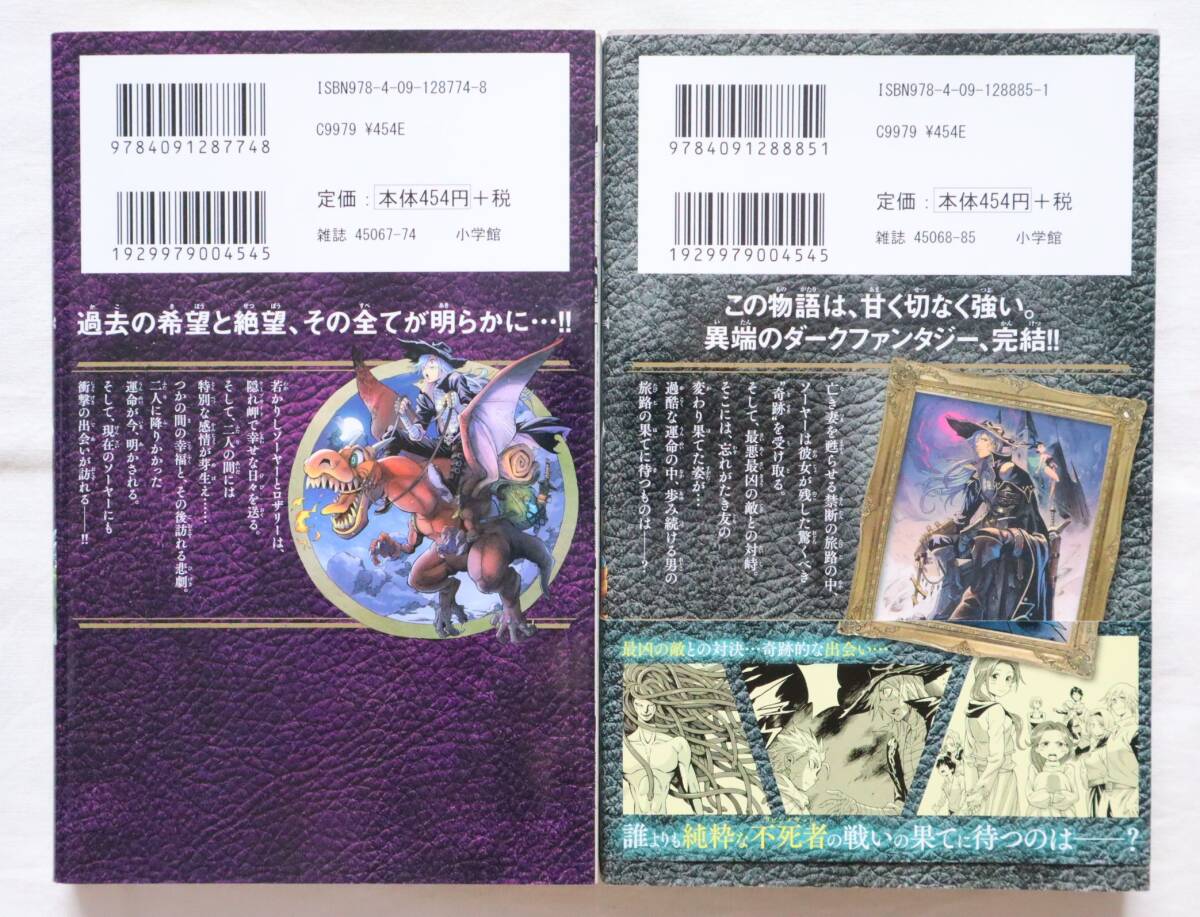 ISBN978-4-09-128774-8
9784091287748
C9979 ¥454E
定価：本体454円＋税
1929979004545
雑誌 45067-74 小学館
過去の希望と絶望、その全てが明らかに…!!
若かりしソーヤーとロザリーは、
隠れ岬で幸せな日々を送る。
そして、二人の間には
特別な感情が芽生え……
つかの間の幸福と、その後訪れる悲劇。
二人に降りかかった
運命が今、明かされる。
そして、現在のソーヤーにも
衝撃の出会いが訪れる——!!
ISBN978-4-09-128885-1
9784091288851
C9979 ¥454E
定価：本体454円＋税
1929979004545
雑誌 45068-85 小学館
この物語は、甘く切なく強い。
異端のダークファンタジー、完結!!
亡き妻を甦らせる禁断の旅路の中、
ソーヤーは彼女が残した驚くべき
“奇跡”を受け取る。
そして、最悪最凶の敵との対峙。
そこには、忘れがたき友の
変わり果てた姿が…
過酷な運命の中、歩み続ける男の
旅路の果てに待つものは——？
最凶の敵との対決…奇跡的な出会い…
誰よりも純粋な不死者の戦いの果てに待つのは——？